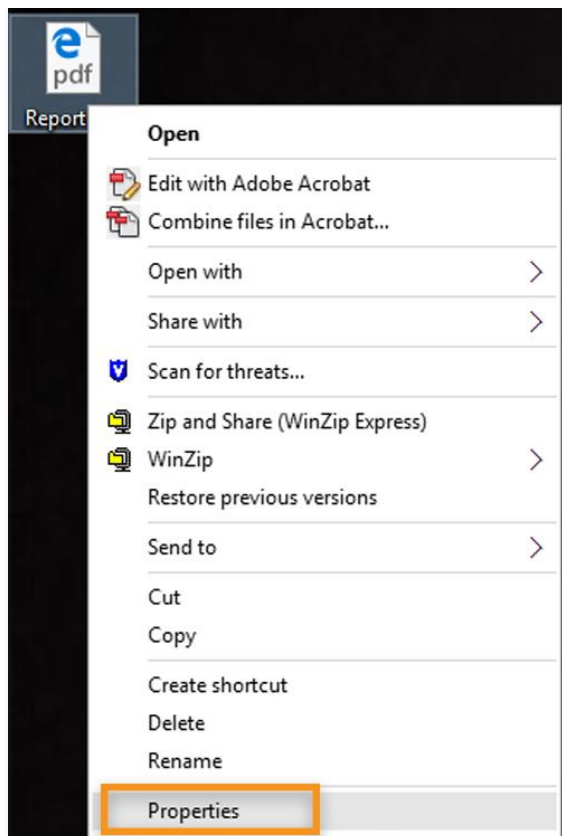 pdf
Report
Open
Edit with Adobe Acrobat
Combine files in Acrobat...
Open with
Share with
Scan for threats...
Zip and Share (WinZip Express)
WinZip
Restore previous versions
Send to
Cut
Copy
Create shortcut
Delete
Rename
Properties